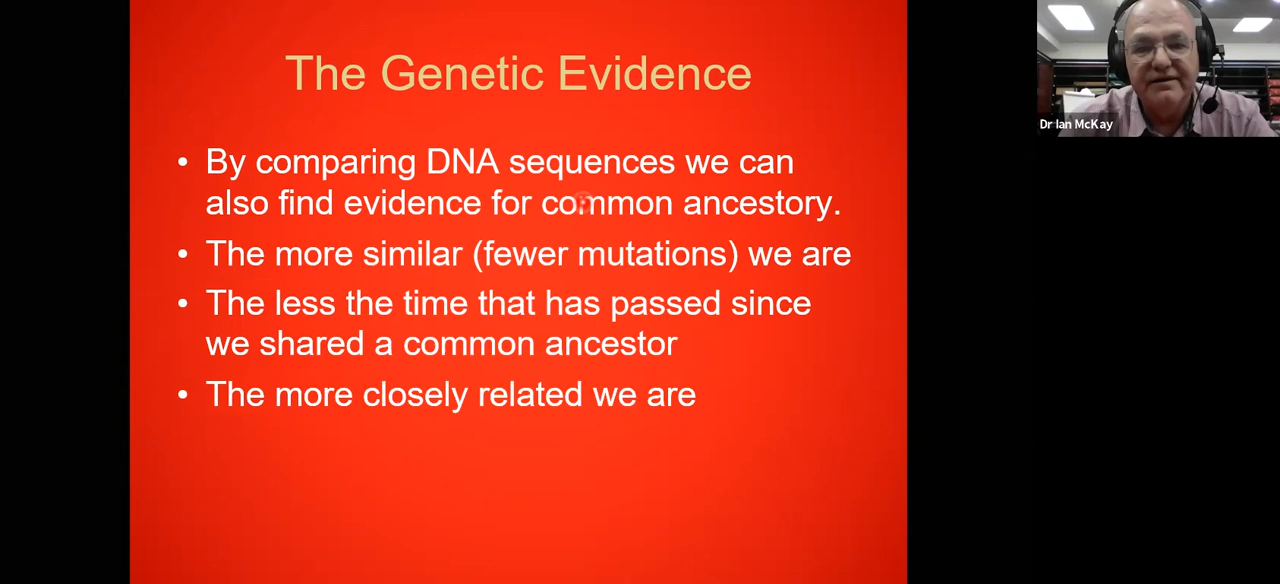 The Genetic Evidence
• By comparing DNA sequences we can
also find evidence for common ancestory.
• The more similar (fewer mutations) we are
• The less the time that has passed since
we shared a common ancestor
• The more closely related we are
Dr Ian McKay